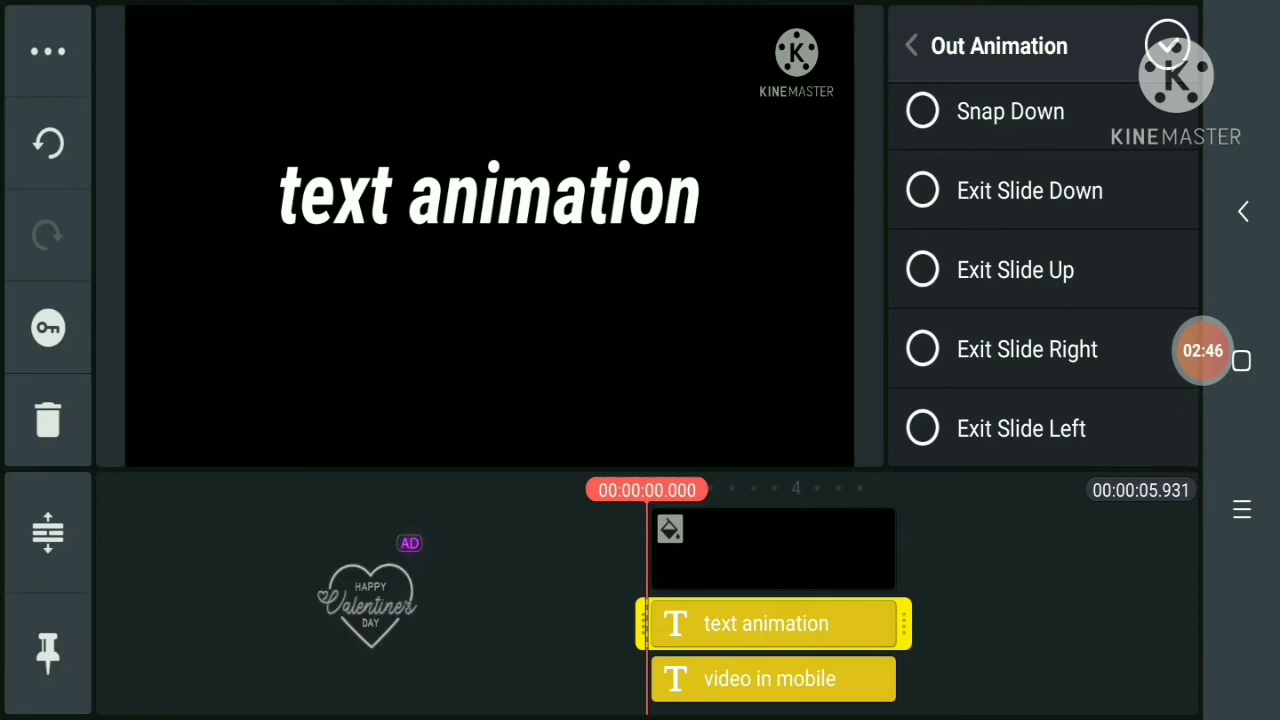 KINEMASTER
text animation
Out Animation
KINEMASTER
Snap Down
Exit Slide Down
Exit Slide Up
Exit Slide Right
Exit Slide Left
02:46
00:00:00.000
4
00:00:05.931
AD
HAPPY
Valentine's
DAY
T text animation
T video in mobile